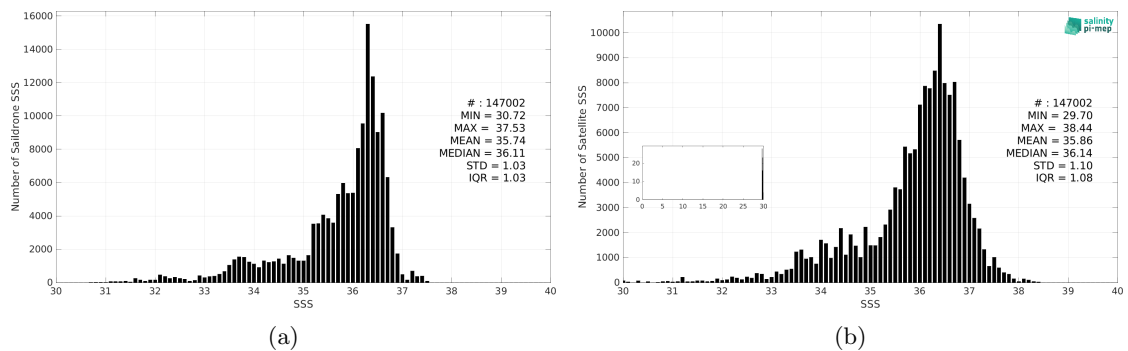 Number of Saildrone SSS
16000
14000
12000
10000
8000
6000
4000
2000
0
30 31 32 33 34 35 36 37 38 39 40
SSS
# : 147002
MIN = 30.72
MAX = 37.53
MEAN = 35.74
MEDIAN = 36.11
STD = 1.03
IQR = 1.03
(a)
salinity
pi-mep
Number of Satellite SSS
10000
9000
8000
7000
6000
5000
4000
3000
2000
1000
0
30 31 32 33 34 35 36 37 38 39 40
SSS
# : 147002
MIN = 29.70
MAX = 38.44
MEAN = 35.86
MEDIAN = 36.14
STD = 1.10
IQR = 1.08
20
10
0
0 5 10 15 20 25 30
(b)